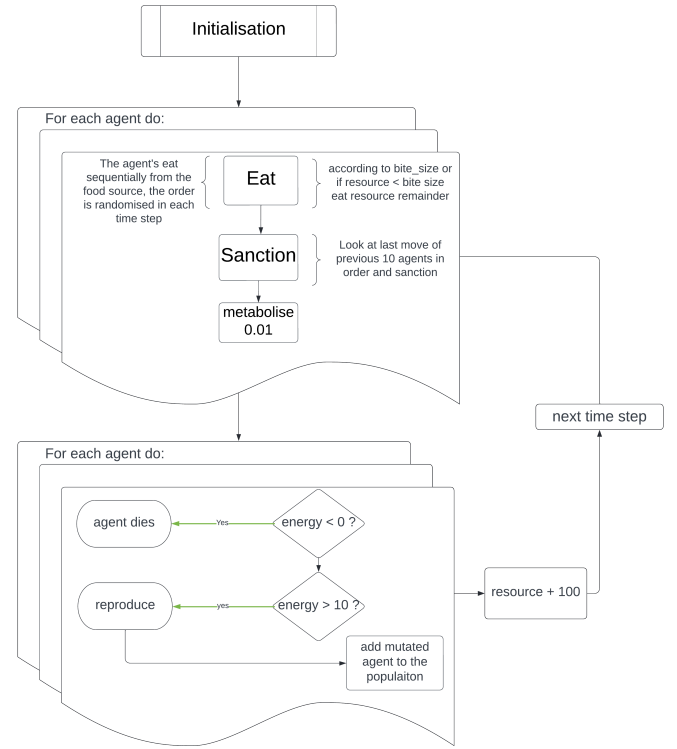 Initialisation
For each agent do:
The agent's eat
sequentially from the
food source, the order
is randomised in each
time step
Eat
according to bite_size or
if resource < bite size
eat resource remainder
Sanction
Look at last move of
previous 10 agents in
order and sanction
metabolise
0.01
next time step
For each agent do:
agent dies
Yes
energy < 0 ?
reproduce
yes
energy > 10 ?
resource + 100
add mutated
agent to the
populaiton